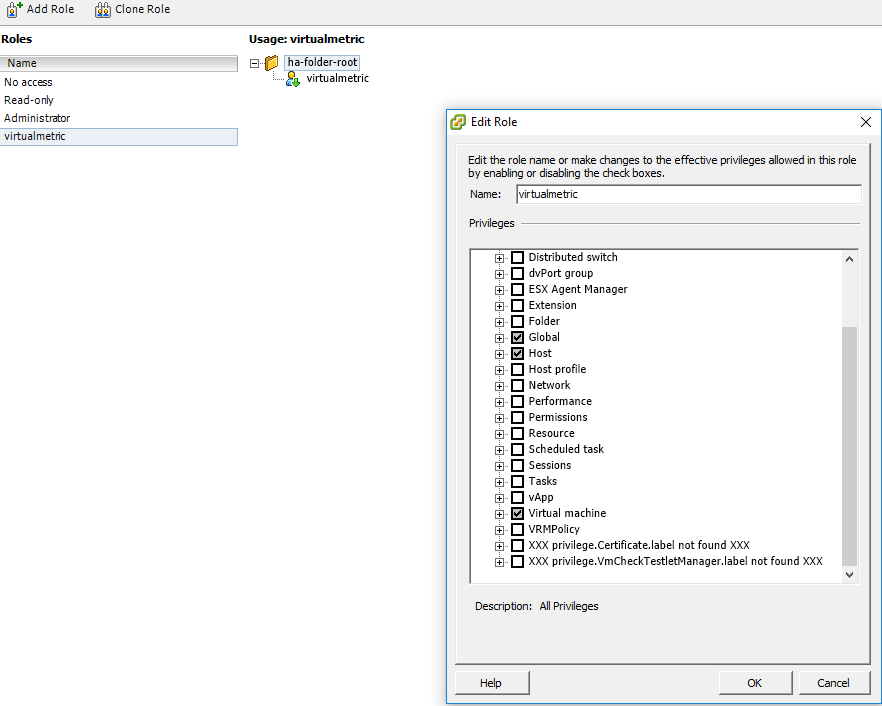 Add Role
Clone Role
Roles
Name
No access
Read-only
Administrator
virtualmetric
Usage: virtualmetric
ha-folder-root
virtualmetric
Edit Role
Edit the role name or make changes to the effective privileges allowed in this role
by enabling or disabling the check boxes.
Name: virtualmetric
Privileges
Distributed switch
dvPort group
ESX Agent Manager
Extension
Folder
Global
Host
Host profile
Network
Performance
Permissions
Resource
Scheduled task
Sessions
Tasks
vApp
Virtual machine
VRMPolicy
XXX privilege.Certificate.label not found XXX
XXX privilege.VmCheckTestletManager.label not found XXX
Description: All Privileges
Help
OK
Cancel